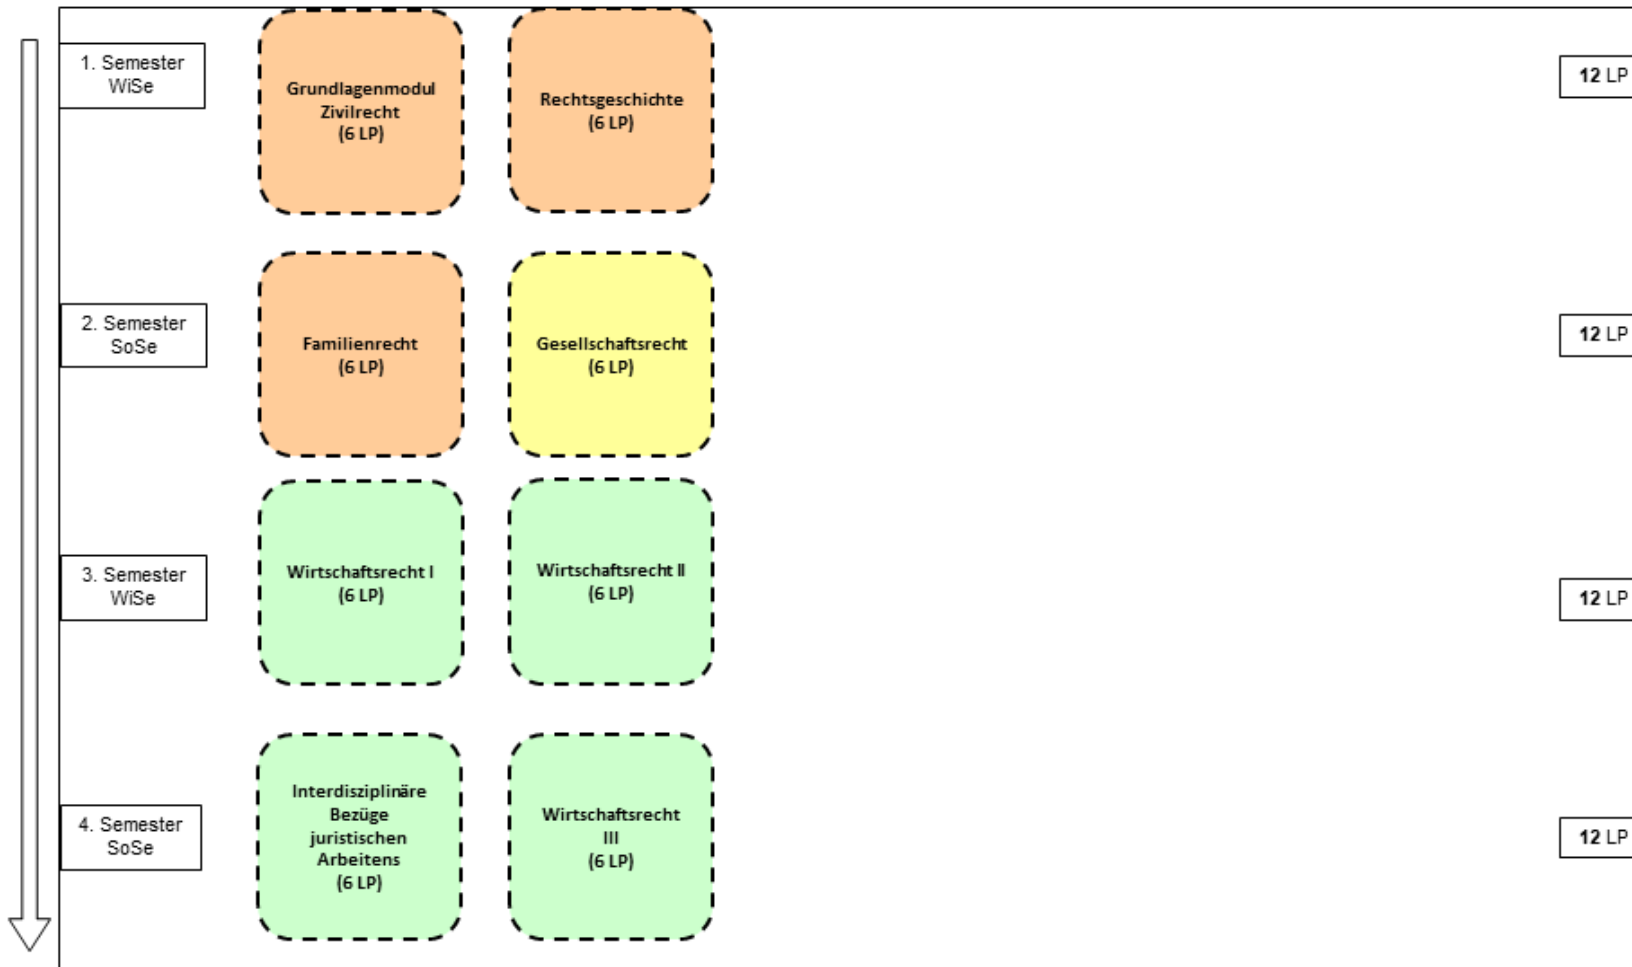 1. Semester
WiSe
Grundlagenmodul
Zivilrecht
(6 LP)
Rechtsgeschichte
(6 LP)
12 LP
2. Semester
SoSe
Familienrecht
(6 LP)
Gesellschaftsrecht
(6 LP)
12 LP
3. Semester
WiSe
Wirtschaftsrecht I
(6 LP)
Wirtschaftsrecht II
(6 LP)
12 LP
4. Semester
SoSe
Interdisziplinäre
Bezüge
juristischen
Arbeitens
(6 LP)
Wirtschaftsrecht
III
(6 LP)
12 LP